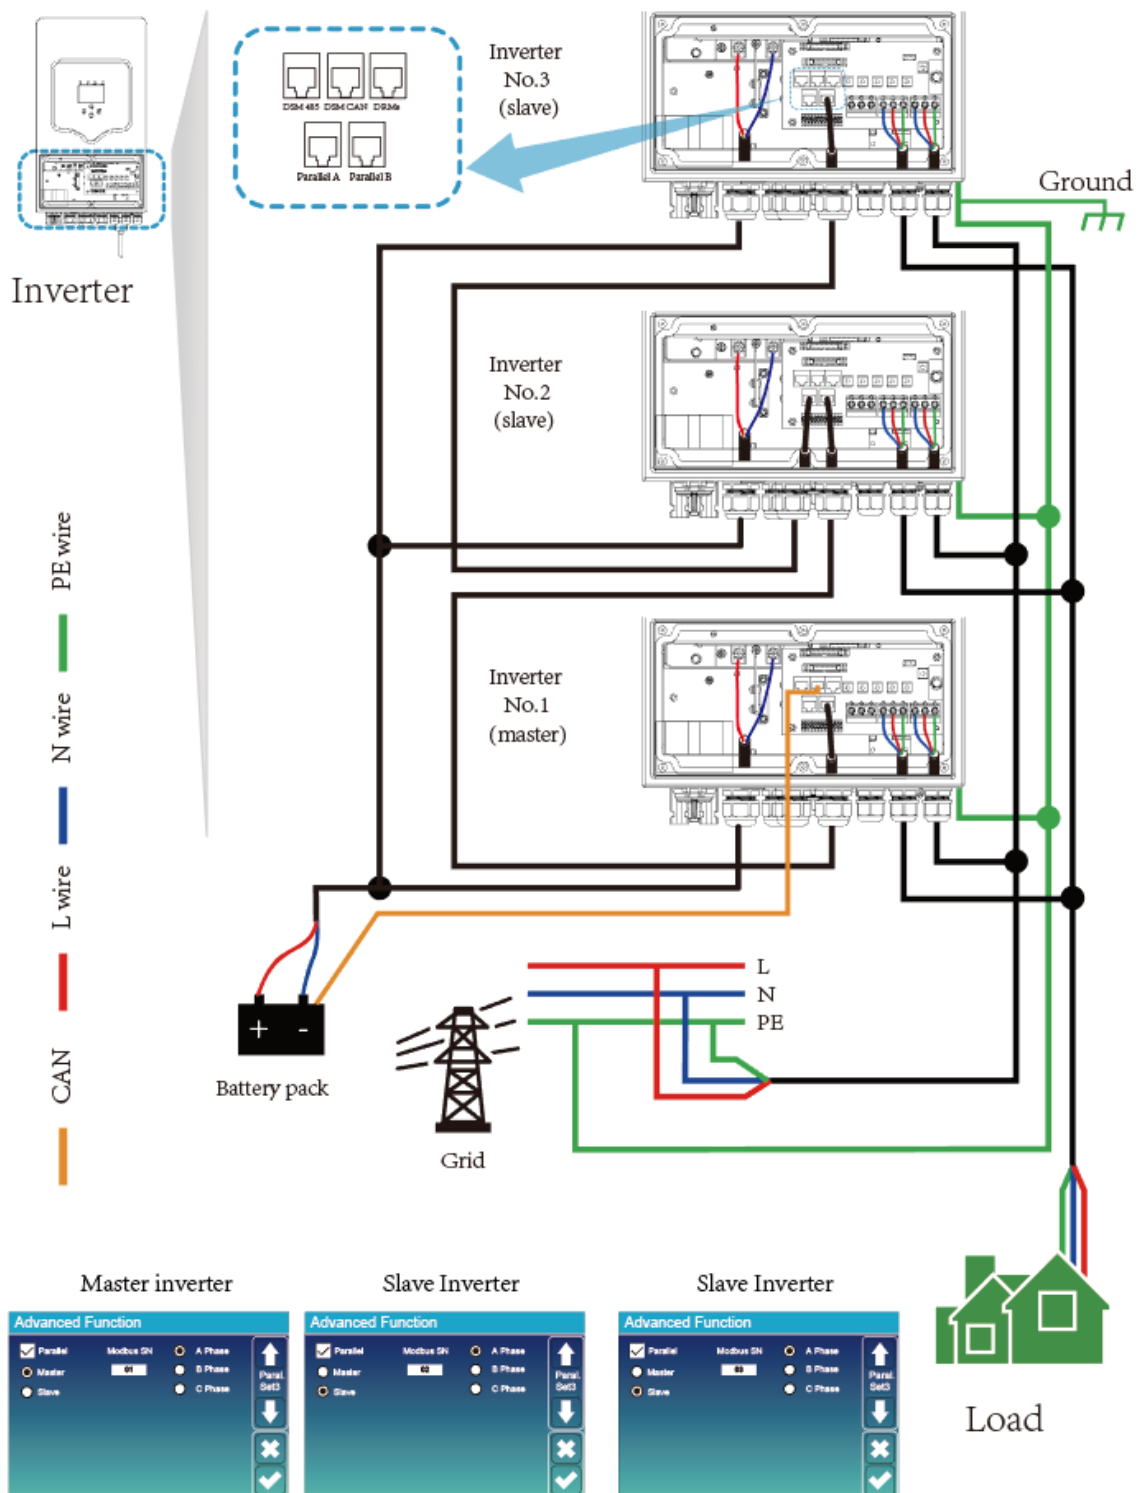 DSM 485 DSM CAN DRMs
Parallel A Parallel B
Inverter
No.3
(slave)
Ground
Inverter
Inverter
No.2
(slave)
Inverter
No.1
(master)
PE wire
N wire
L wire
CAN
+ -
Battery pack
Grid
L
N
PE
Load
Master inverter
Advanced Function
Parallel Modbus SN A Phase
Master 01 B Phase
Slave C Phase
Paral.
Set3
Slave Inverter
Advanced Function
Parallel Modbus SN A Phase
Master 02 B Phase
Slave C Phase
Paral.
Set3
Slave Inverter
Advanced Function
Parallel Modbus SN A Phase
Master 03 B Phase
Slave C Phase
Paral.
Set3